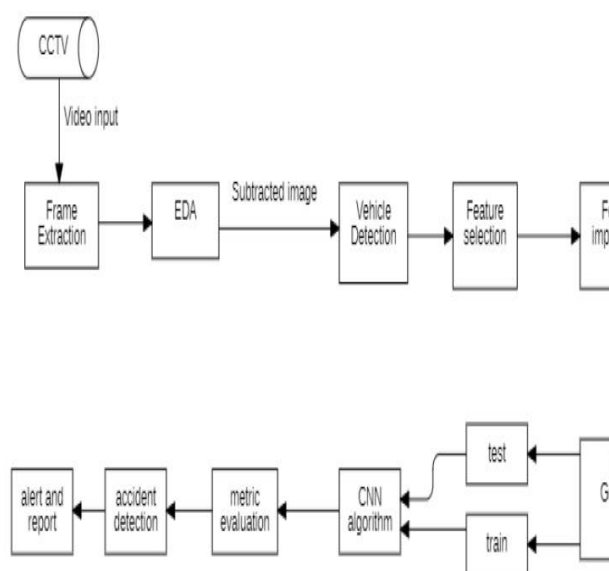 CCTV
Video input
Frame
Extraction
EDA
Subtracted image
Vehicle
Detection
Feature
selection
test
train
CNN
algorithm
metric
evaluation
accident
detection
alert and
report